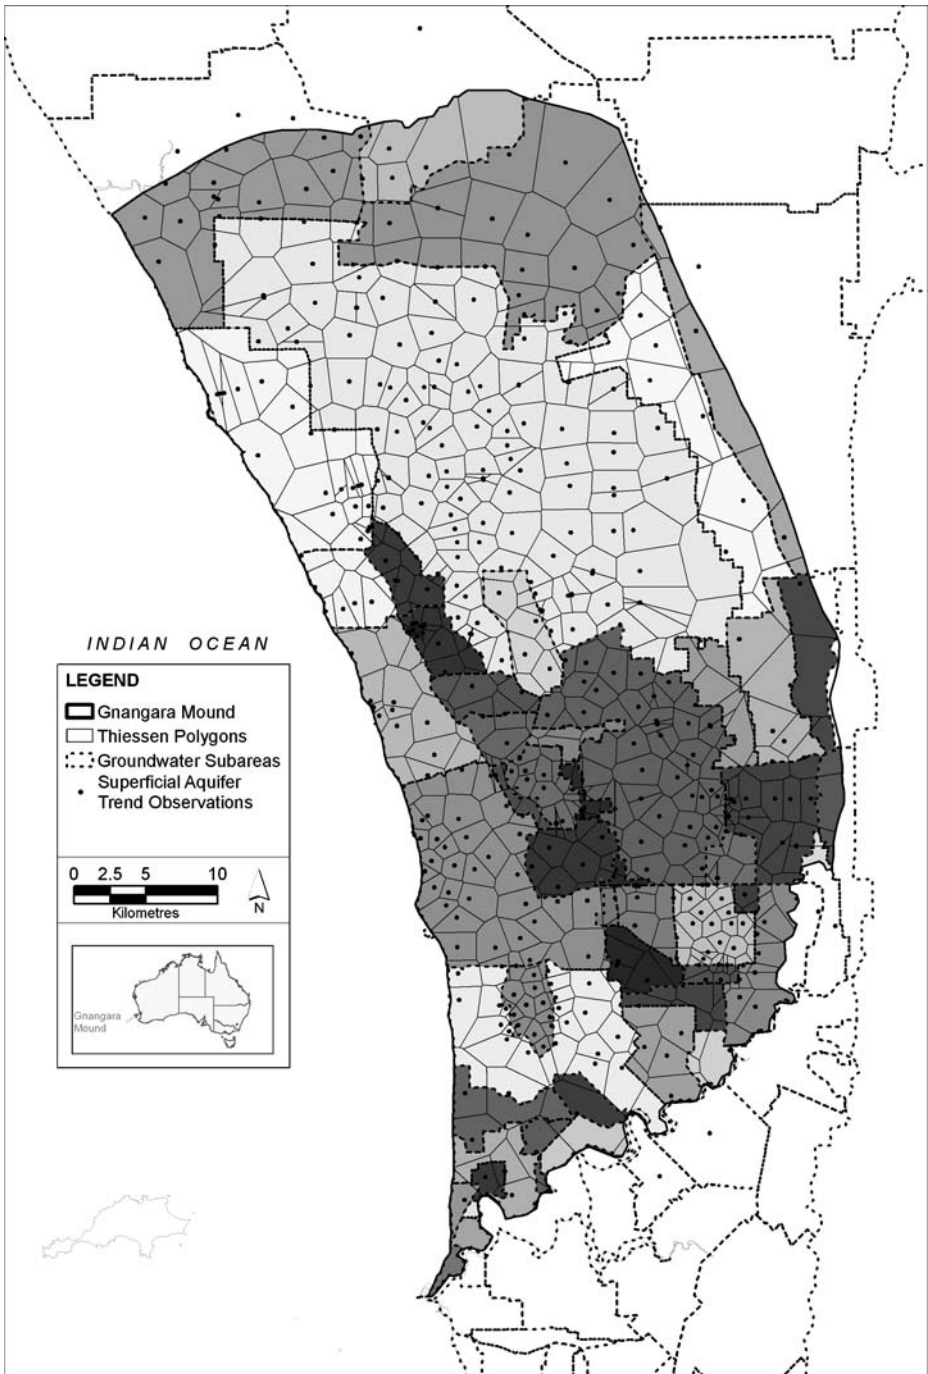 INDIAN OCEAN
LEGEND
Gnangara Mound
Thiessen Polygons
Groundwater Subareas
Superficial Aquifer
Trend Observations
0 2.5 5 10
Kilometres
N
Gnangara
Mound